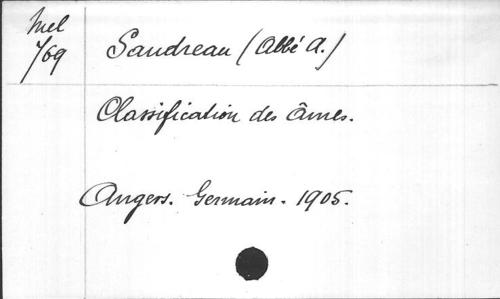 Mel
769
Saudreau (Abbé A.)
Classification des âmes.
Angers. Germain. 1905.